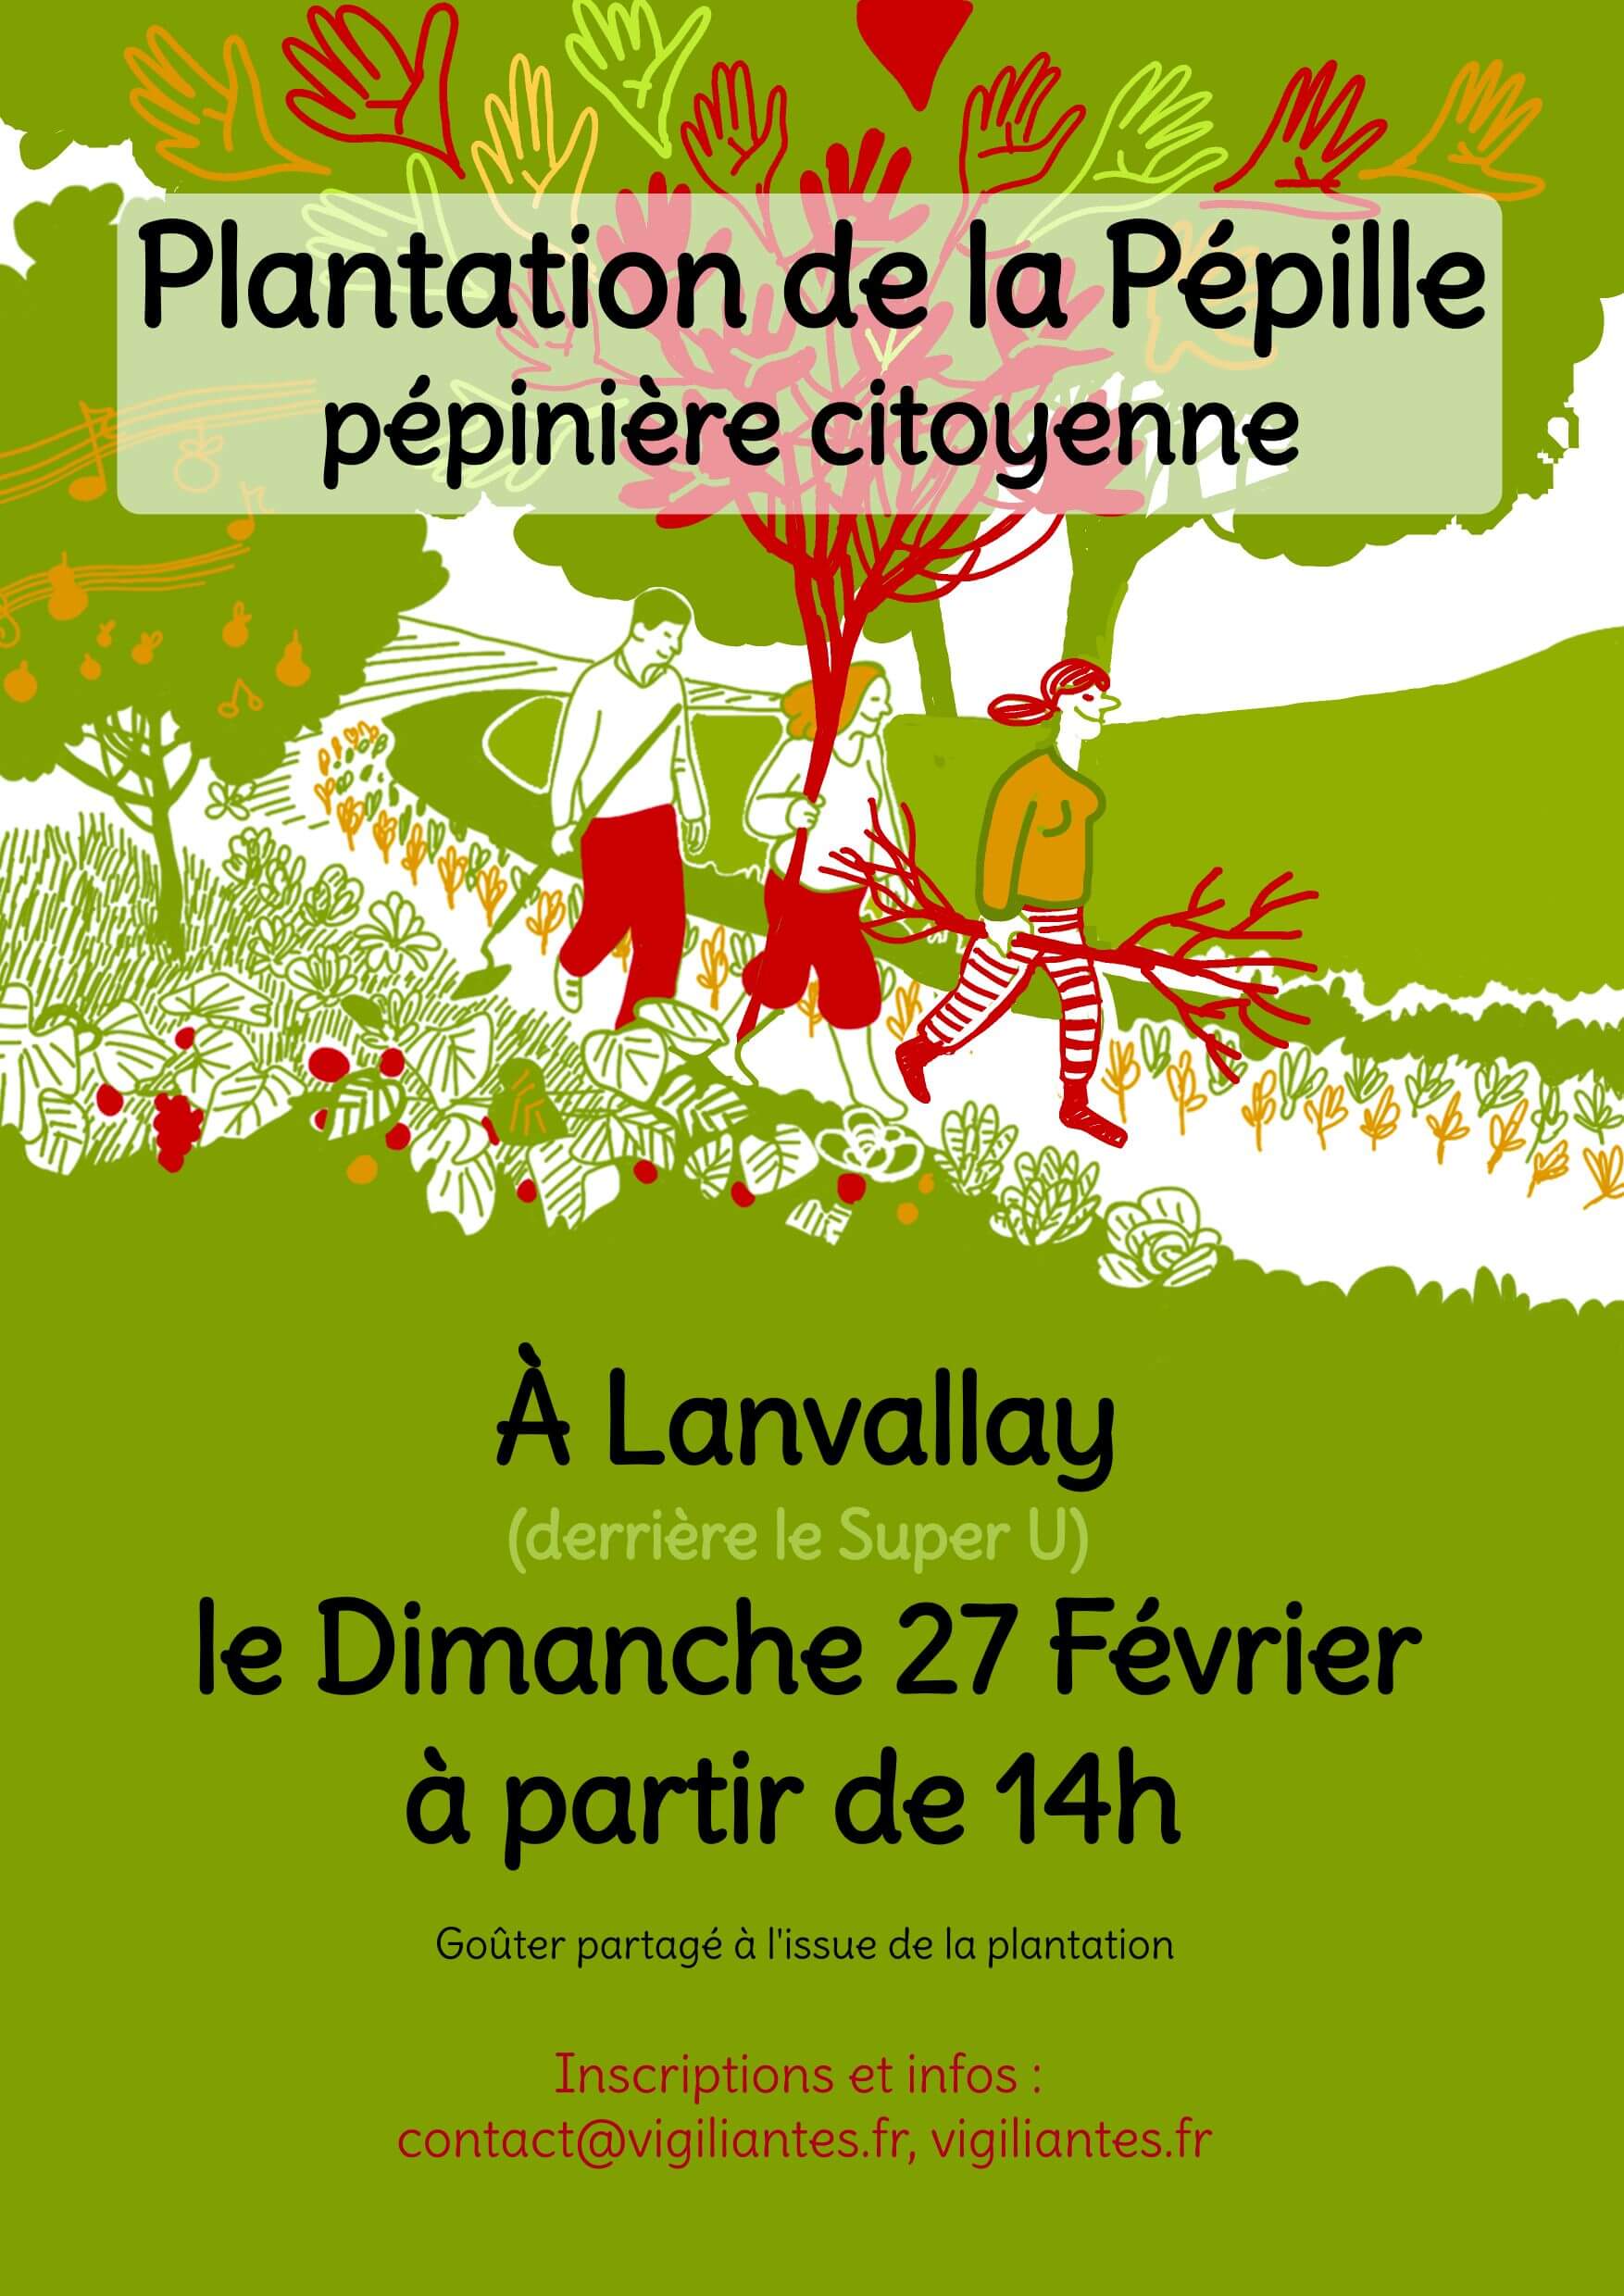 Plantation de la Pépille
pépinière citoyenne
À Lanvallay
(derrière le Super U)
le Dimanche 27 Février
à partir de 14h
Goûter partagé à l'issue de la plantation
Inscriptions et infos :
contact@vigiliantes.fr, vigiliantes.fr